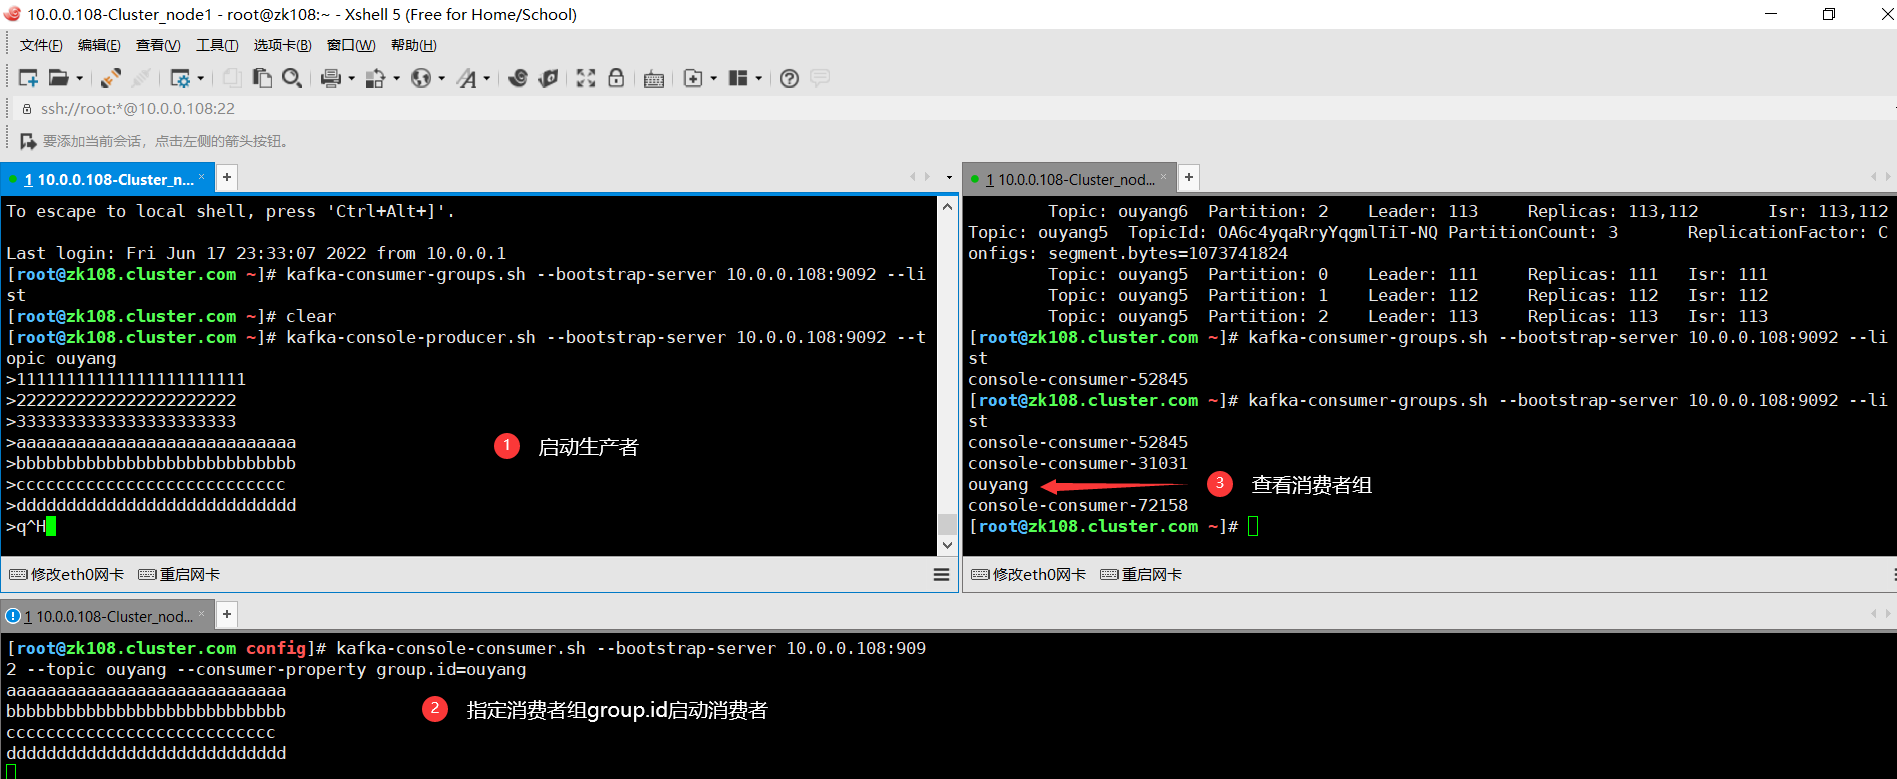 10.0.0.108-Cluster_node1 - root@zk108:~ - Xshell 5 (Free for Home/School)
文件(F) 编辑(E) 查看(V) 工具(T) 选项卡(B) 窗口(W) 帮助(H)
ssh://root:*@10.0.0.108:22
要添加当前会话，点击左侧的箭头按钮。
1 10.0.0.108-Cluster_n... × +
To escape to local shell, press 'Ctrl+Alt+]'.
Last login: Fri Jun 17 23:33:07 2022 from 10.0.0.1
[root@zk108.cluster.com ~]# kafka-consumer-groups.sh --bootstrap-server 10.0.0.108:9092 --li
st
[root@zk108.cluster.com ~]# clear
[root@zk108.cluster.com ~]# kafka-console-producer.sh --bootstrap-server 10.0.0.108:9092 --t
opic ouyang
>11111111111111111111111
>2222222222222222222222
>3333333333333333333333
>aaaaaaaaaaaaaaaaaaaaaaaaaaaa
>bbbbbbbbbbbbbbbbbbbbbbbbbbbb
>ccccccccccccccccccccccccccc
>dddddddddddddddddddddddddddd
>q^H
1 启动生产者
修改eth0网卡 重启网卡
1 10.0.0.108-Cluster_nod... × +
Topic: ouyang6 Partition: 2 Leader: 113 Replicas: 113,112 Isr: 113,112
Topic: ouyang5 TopicId: OA6c4yqaRryYqgmlTiT-NQ PartitionCount: 3 ReplicationFactor: C
onfigs: segment.bytes=1073741824
Topic: ouyang5 Partition: 0 Leader: 111 Replicas: 111 Isr: 111
Topic: ouyang5 Partition: 1 Leader: 112 Replicas: 112 Isr: 112
Topic: ouyang5 Partition: 2 Leader: 113 Replicas: 113 Isr: 113
[root@zk108.cluster.com ~]# kafka-consumer-groups.sh --bootstrap-server 10.0.0.108:9092 --li
st
console-consumer-52845
[root@zk108.cluster.com ~]# kafka-consumer-groups.sh --bootstrap-server 10.0.0.108:9092 --li
st
console-consumer-52845
console-consumer-31031
ouyang
console-consumer-72158
[root@zk108.cluster.com ~]#
3 查看消费者组
修改eth0网卡 重启网卡
1 10.0.0.108-Cluster_nod... × +
[root@zk108.cluster.com config]# kafka-console-consumer.sh --bootstrap-server 10.0.0.108:909
2 --topic ouyang --consumer-property group.id=ouyang
aaaaaaaaaaaaaaaaaaaaaaaaaaaa
bbbbbbbbbbbbbbbbbbbbbbbbbbbb
ccccccccccccccccccccccccccc
dddddddddddddddddddddddddddd
2 指定消费者组group.id启动消费者